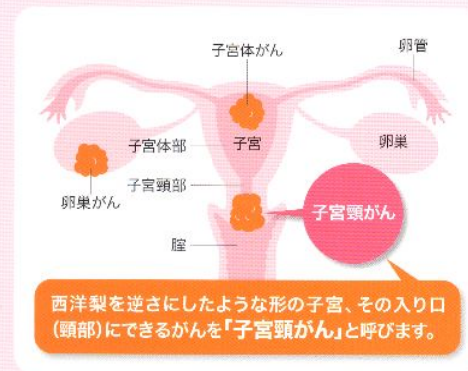 子宮体がん
卵管
子宮体部
子宮
卵巣
子宮頸部
卵巣がん
子宮頸がん
腟
西洋梨を逆さにしたような形の子宮、その入り口
(頸部)にできるがんを「子宮頸がん」と呼びます。